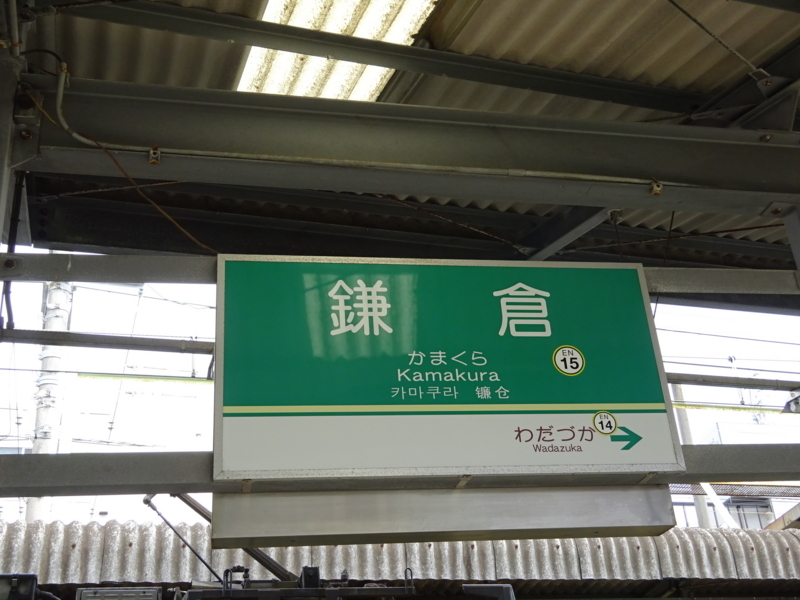 鎌倉
かまくら
EN
15
Kamakura
카마쿠라 镰仓
EN
14
わだづか
Wadazuka